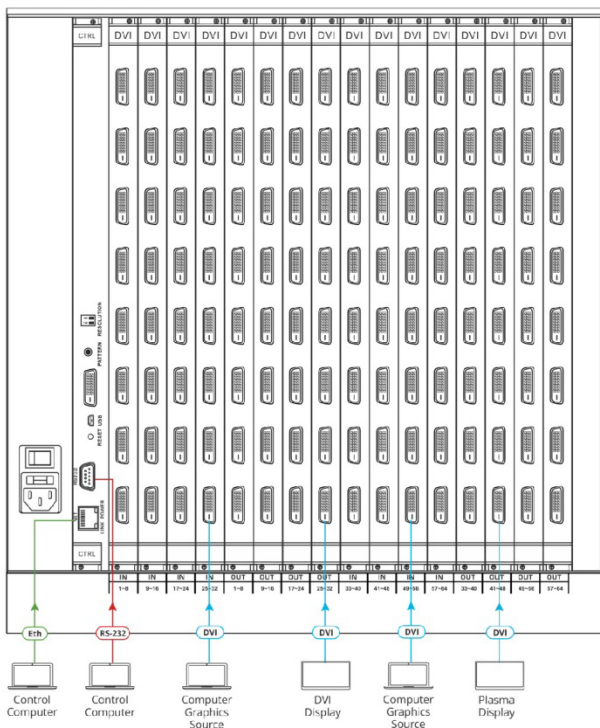 CTRL DVI DVI DVI DVI DVI DVI DVI DVI DVI DVI DVI DVI DVI DVI DVI DVI
RESOLUTION
PATTERN
USB
RESET
RS232
NET
LINK POWER
CTRL
IN IN IN IN OUT OUT OUT OUT IN IN IN IN OUT OUT OUT OUT
1–8 9–16 17–24 25–32 1–8 9–16 17–24 25–32 33–40 41–48 49–56 57–64 33–40 41–48 49–56 57–64
Eth RS-232 DVI DVI DVI DVI
Control
Computer
Control
Computer
Computer
Graphics
Source
DVI
Display
Computer
Graphics
Source
Plasma
Display